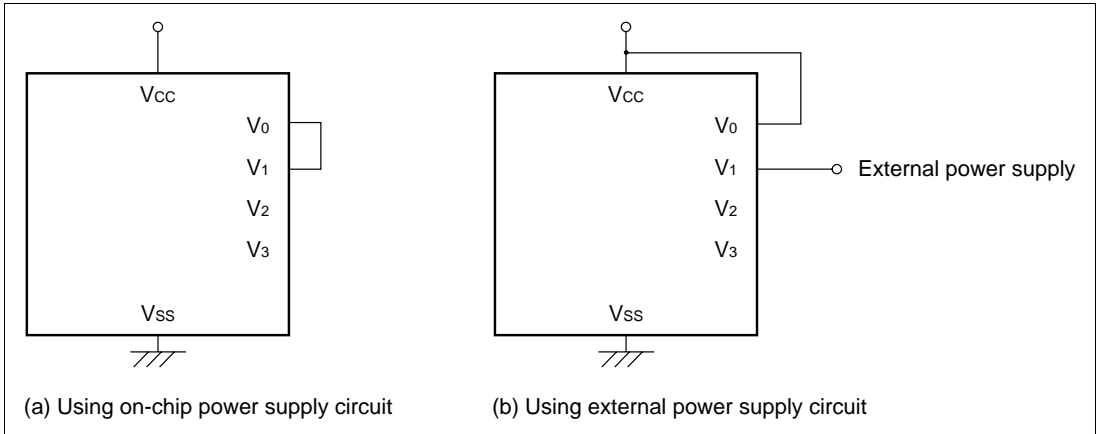 VCC
V0
V1
V2
V3
VSS
(a) Using on-chip power supply circuit
VCC
V0
V1
V2
V3
VSS
External power supply
(b) Using external power supply circuit